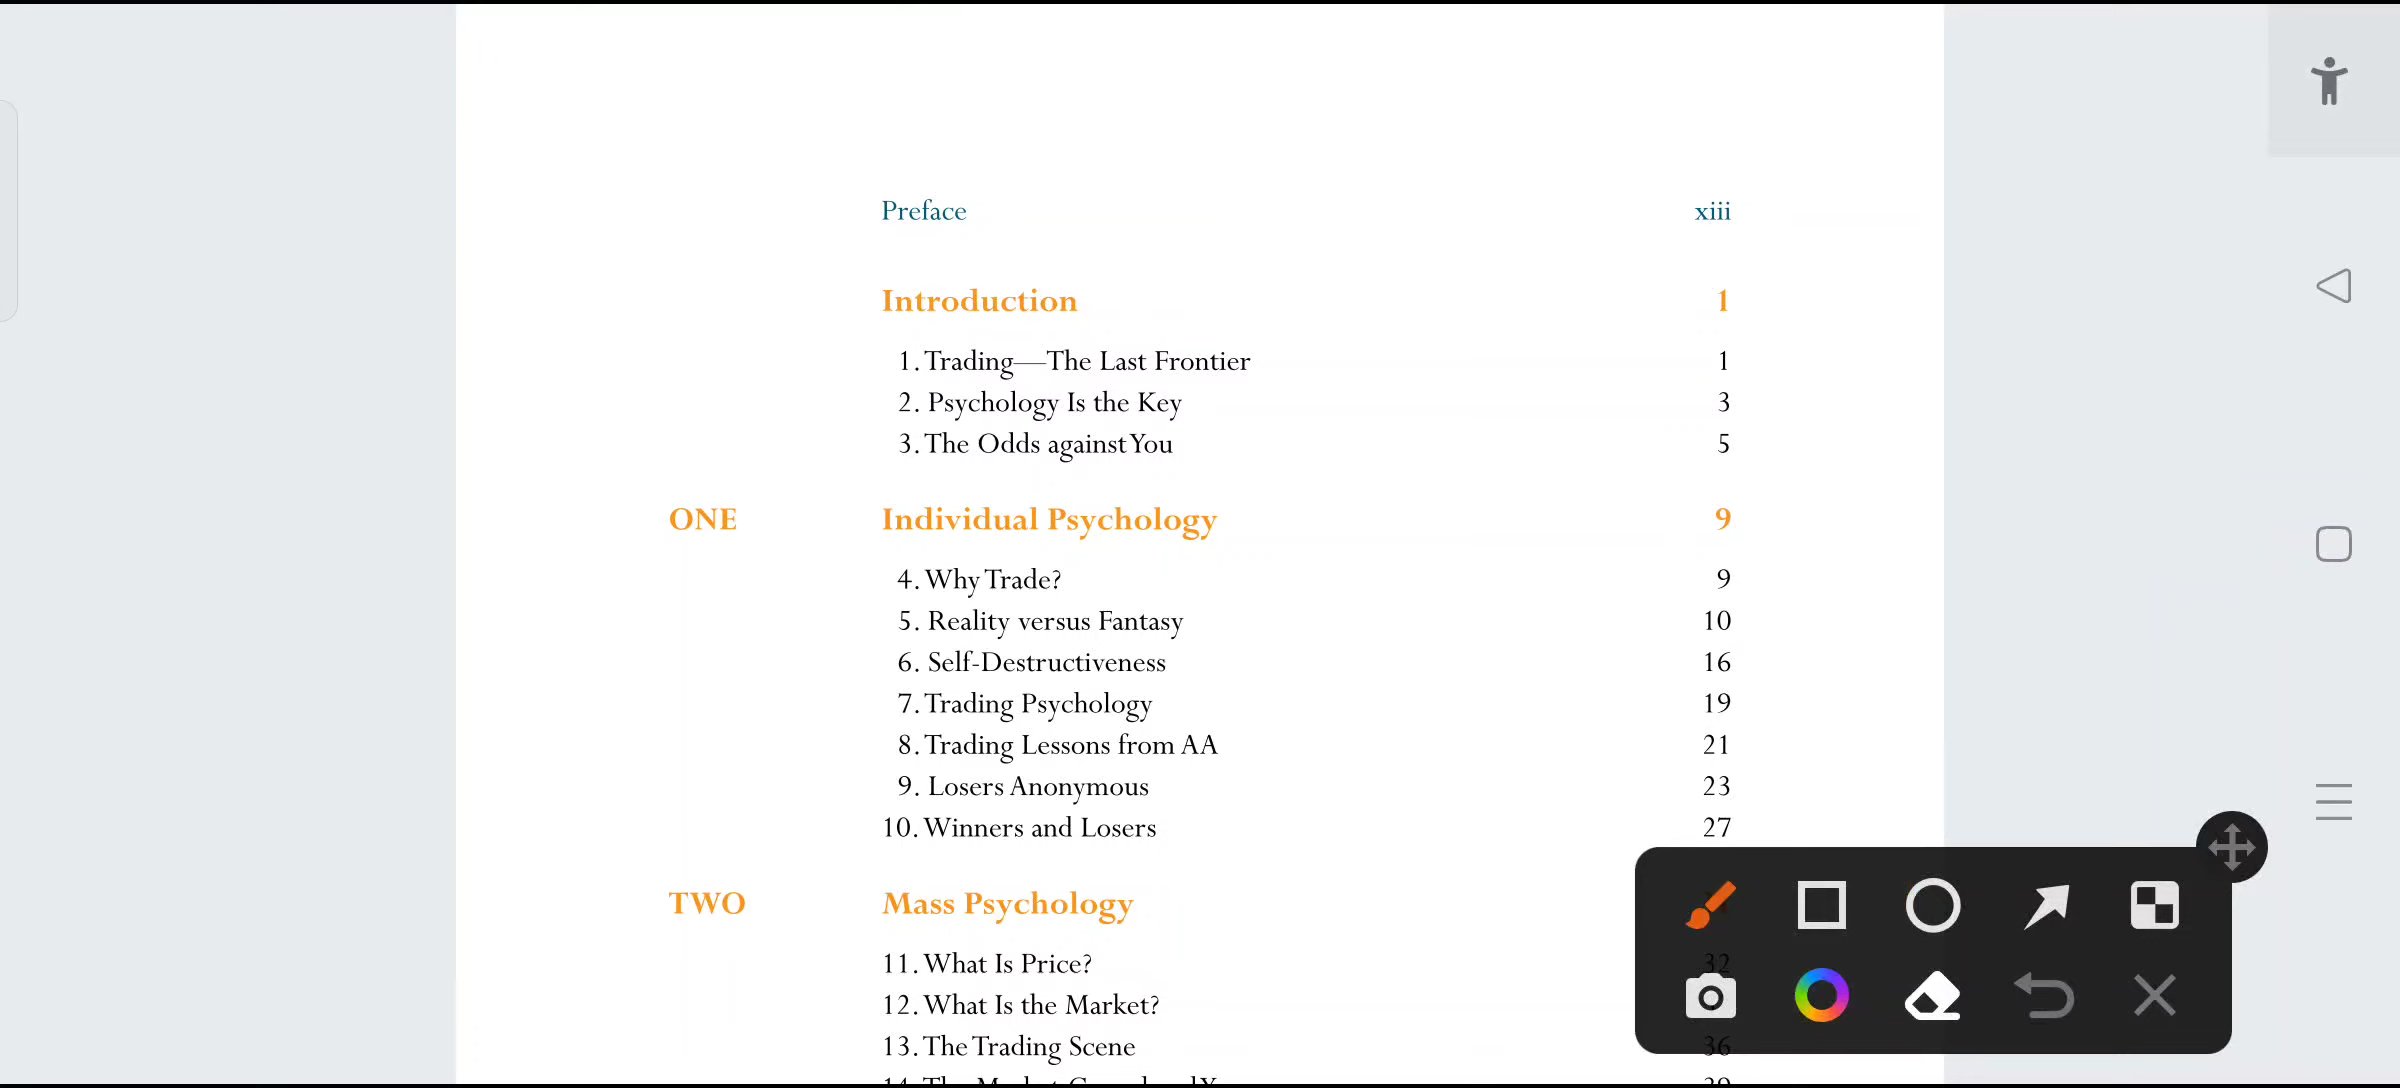 Preface xiii
Introduction 1
1. Trading—The Last Frontier 1
2. Psychology Is the Key 3
3. The Odds against You 5
ONE Individual Psychology 9
4. Why Trade? 9
5. Reality versus Fantasy 10
6. Self-Destructiveness 16
7. Trading Psychology 19
8. Trading Lessons from AA 21
9. Losers Anonymous 23
10. Winners and Losers 27
TWO Mass Psychology
11. What Is Price? 32
12. What Is the Market?
13. The Trading Scene 36